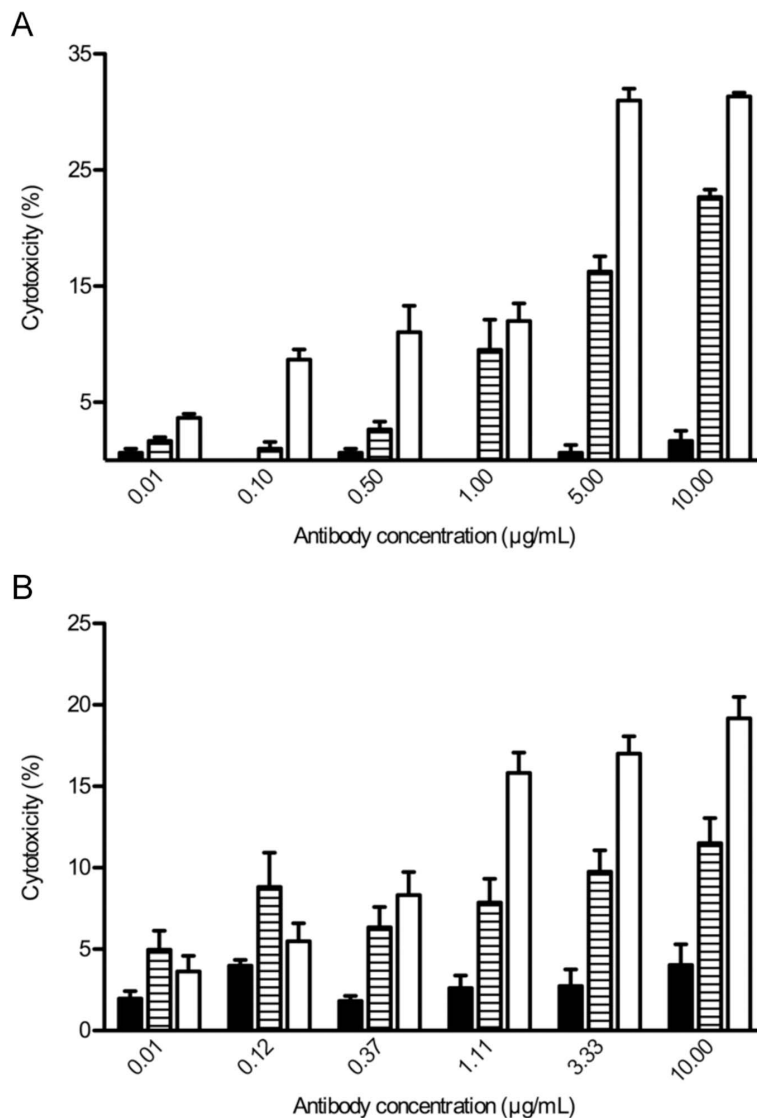 A
35
25
15
5
Cytotoxicity (%)
0.01 0.10 0.50 1.00 5.00 10.00
Antibody concentration (µg/mL)
B
25
20
15
10
5
0
Cytotoxicity (%)
0.01 0.12 0.37 1.11 3.33 10.00
Antibody concentration (µg/mL)